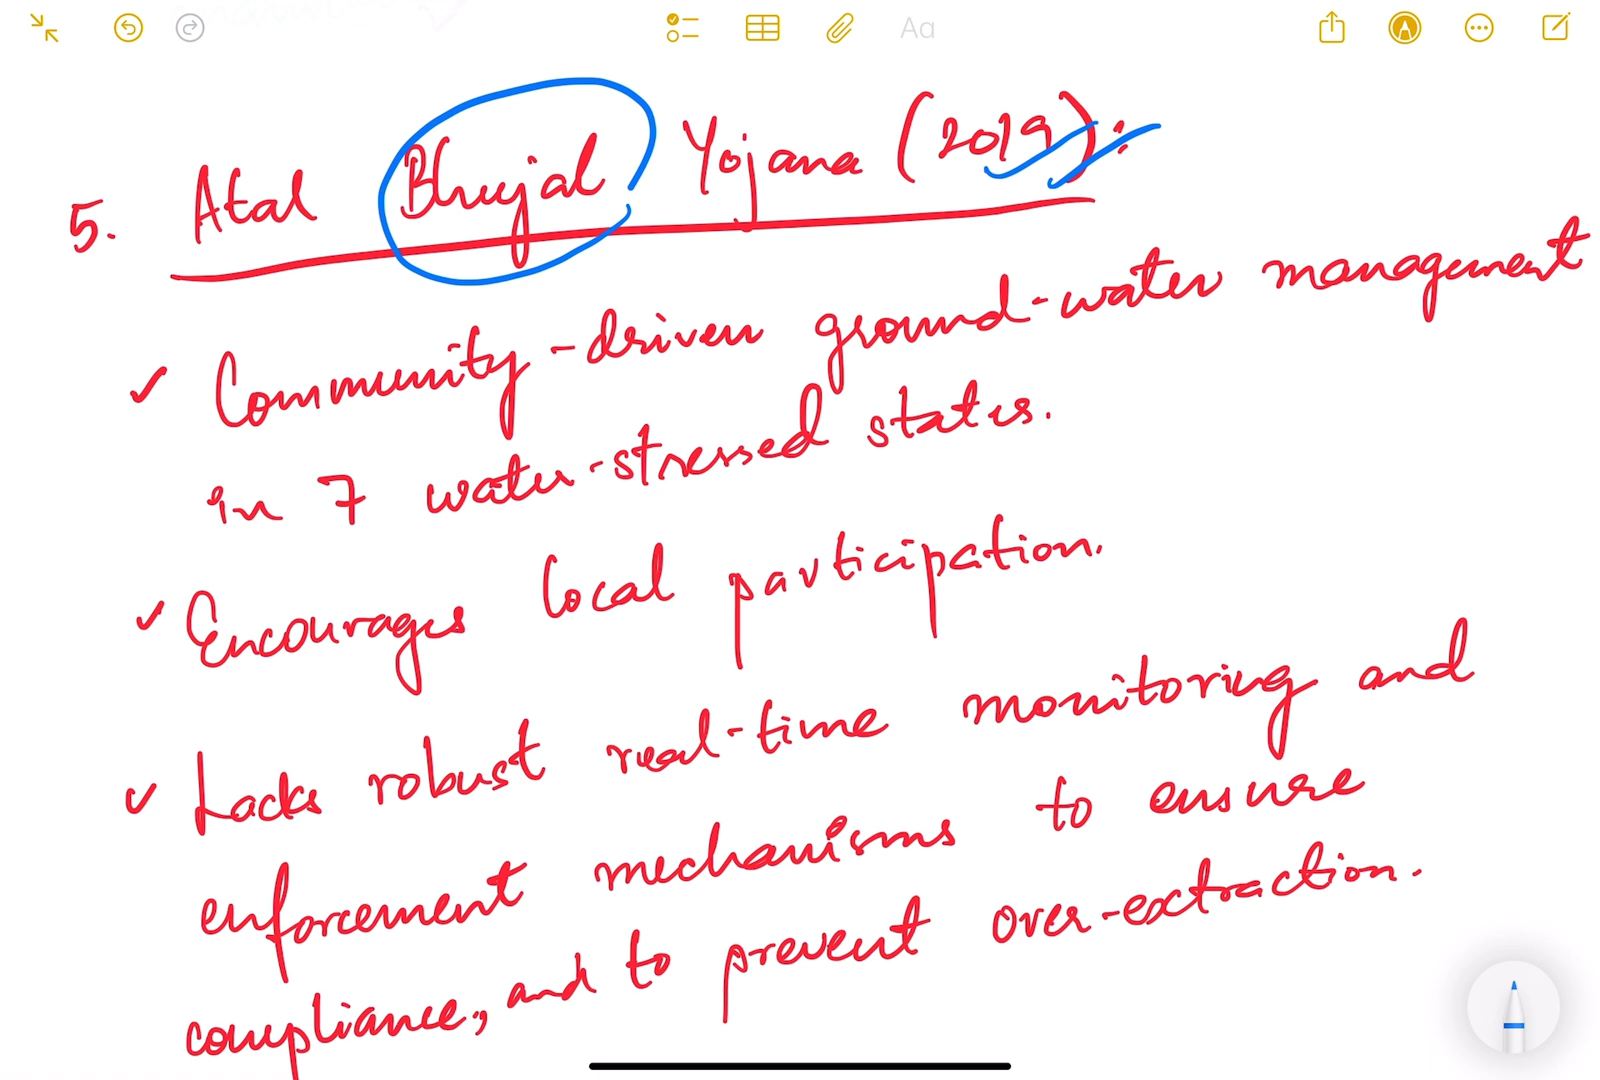 Aa
5. Atal Bhujal Yojana (2019):
✓ Community-driven ground-water management
in 7 water-stressed states.
✓ Encourages local participation.
✓ Lacks robust real-time monitoring and
enforcement mechanisms to ensure
compliance, and to prevent over-extraction.